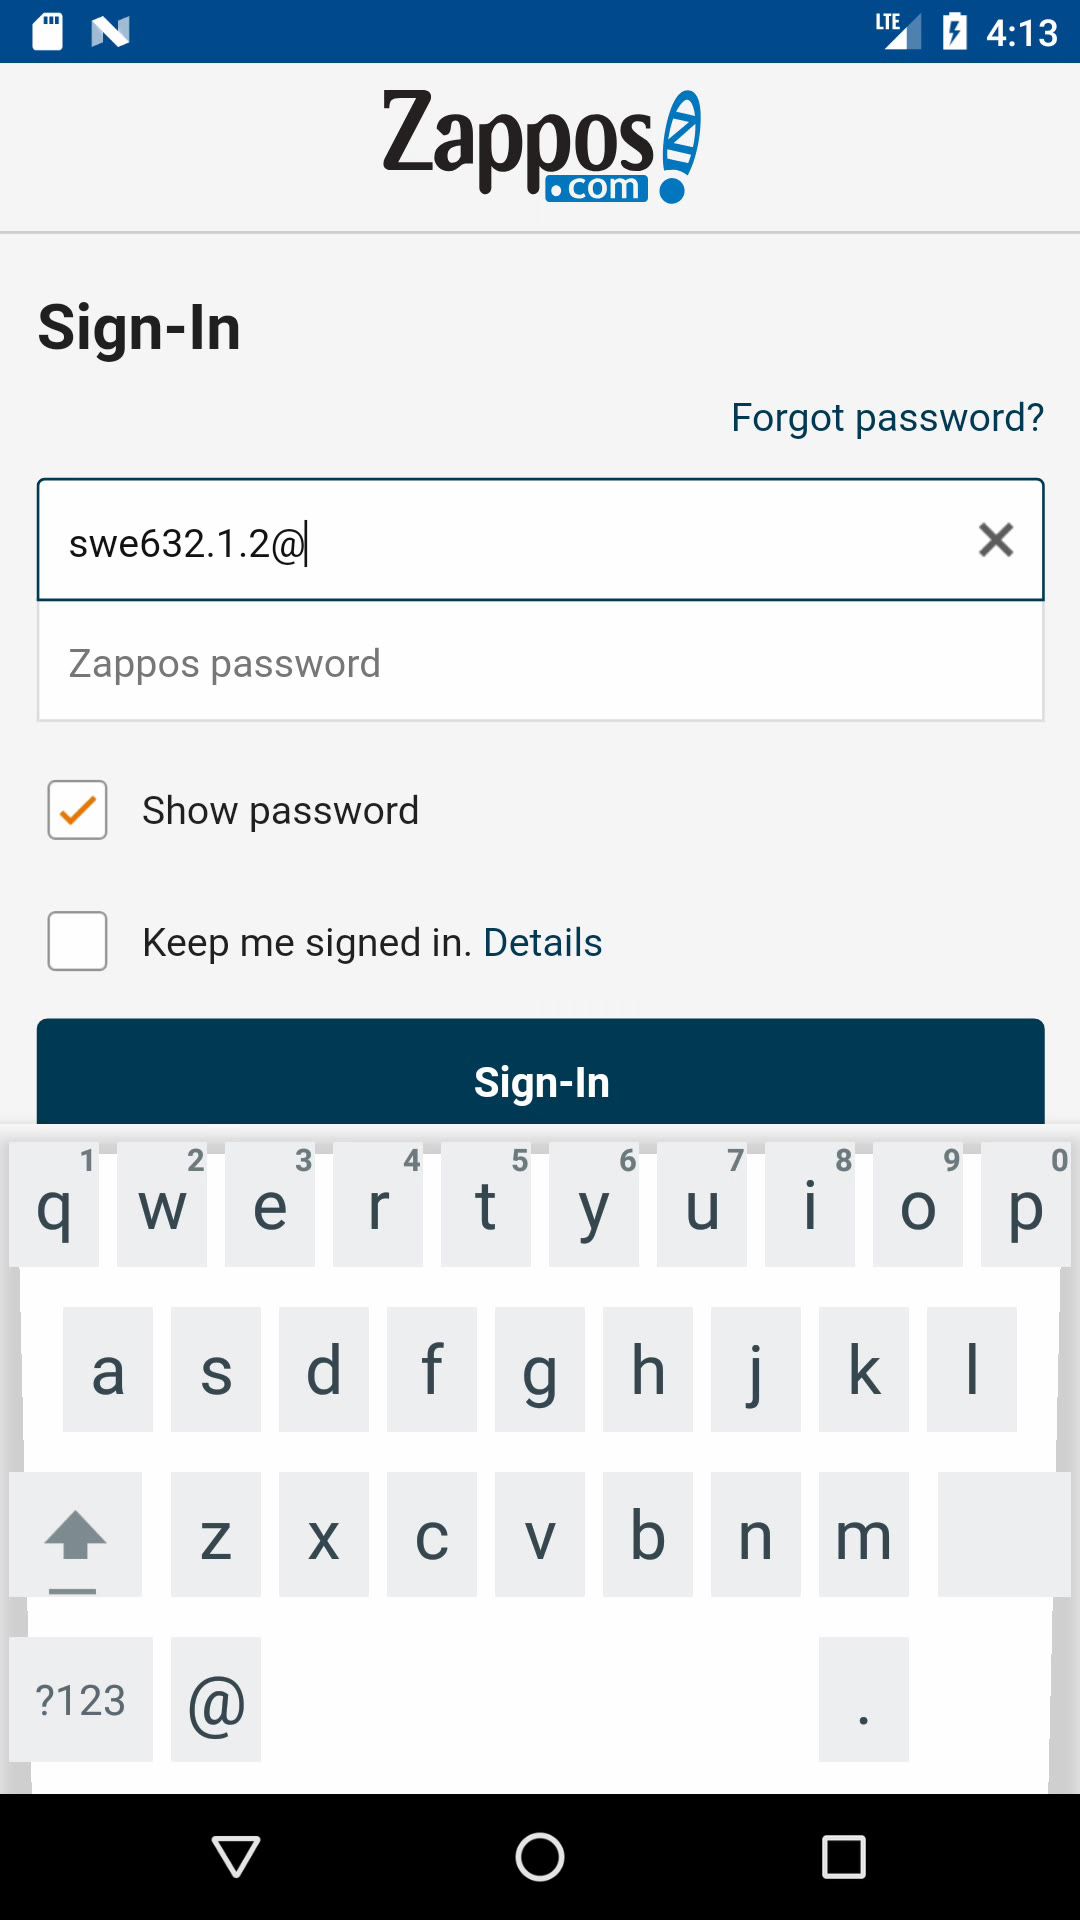 LTE 4:13
Zappos
.com
Sign-In
Forgot password?
swe632.1.2@
Zappos password
Show password
Keep me signed in. Details
Sign-In
1 2 3 4 5 6 7 8 9 0
q w e r t y u i o p
a s d f g h j k l
z x c v b n m
?123 @ .